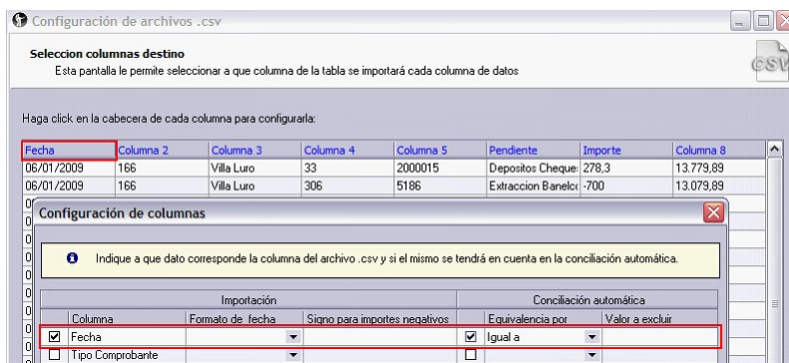 Configuración de archivos .csv
Seleccion columnas destino
Esta pantalla le permite seleccionar a que columna de la tabla se importará cada columna de datos
CSV
Haga click en la cabecera de cada columna para configurarla:
Fecha Columna 2 Columna 3 Columna 4 Columna 5 Pendiente Importe Columna 8
06/01/2009 166 Villa Luro 33 2000015 Depositos Cheque: 278,3 13.779,89
06/01/2009 166 Villa Luro 306 5186 Extraccion Banelco -700 13.079,89
Configuración de columnas
Indique a que dato corresponde la columna del archivo .csv y si el mismo se tendrá en cuenta en la conciliación automática.
Importación Conciliación automática
Columna Formato de fecha Signo para importes negativos Equivalencia por Valor a excluir
Fecha Igual a
Tipo Comprobante